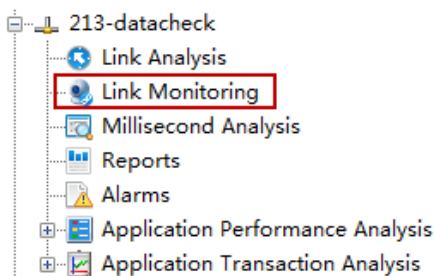 213-datacheck
Link Analysis
Link Monitoring
Millisecond Analysis
Reports
Alarms
Application Performance Analysis
Application Transaction Analysis